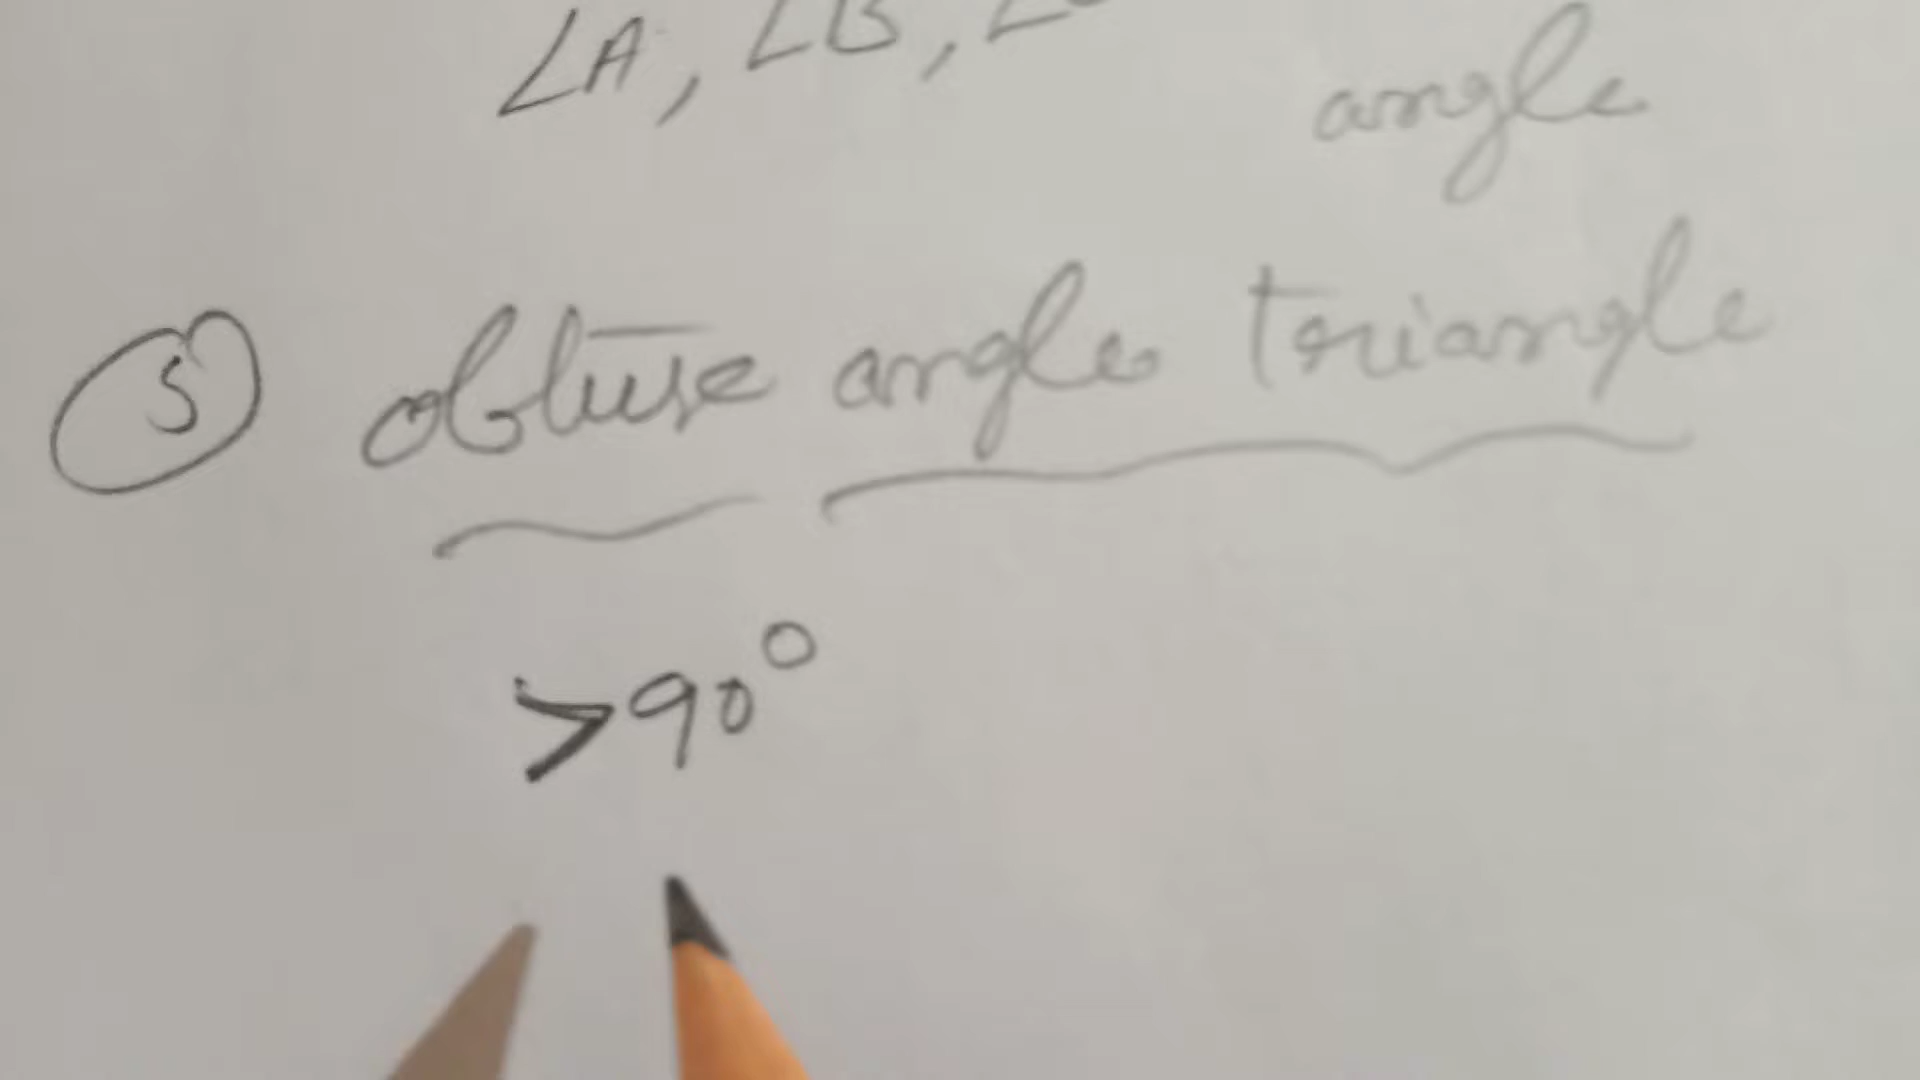 ∠A, ∠B, ∠
angle
5 obtuse angle triangle
>90°